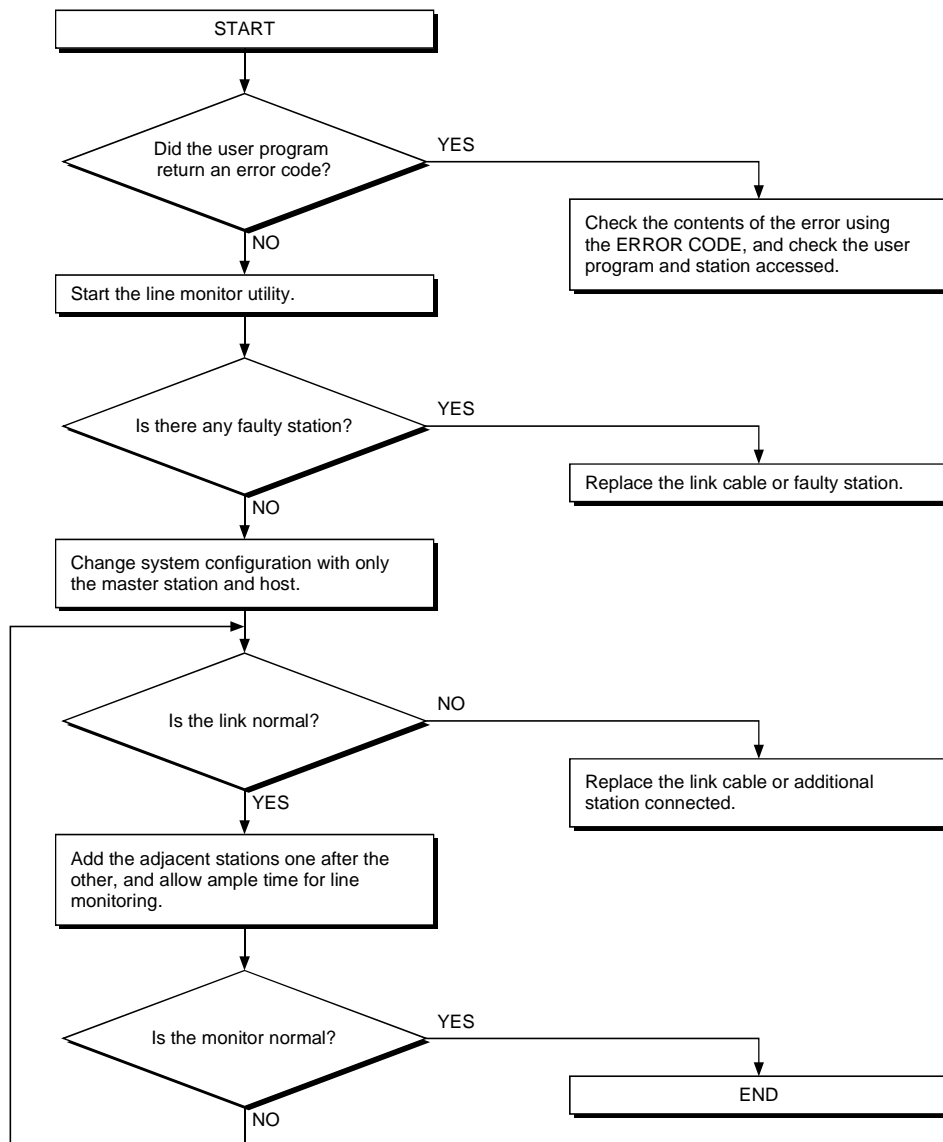 START
Did the user program
return an error code?
YES
Check the contents of the error using
the ERROR CODE, and check the user
program and station accessed.
NO
Start the line monitor utility.
Is there any faulty station?
YES
Replace the link cable or faulty station.
NO
Change system configuration with only
the master station and host.
Is the link normal?
NO
Replace the link cable or additional
station connected.
YES
Add the adjacent stations one after the
other, and allow ample time for line
monitoring.
Is the monitor normal?
YES
END
NO